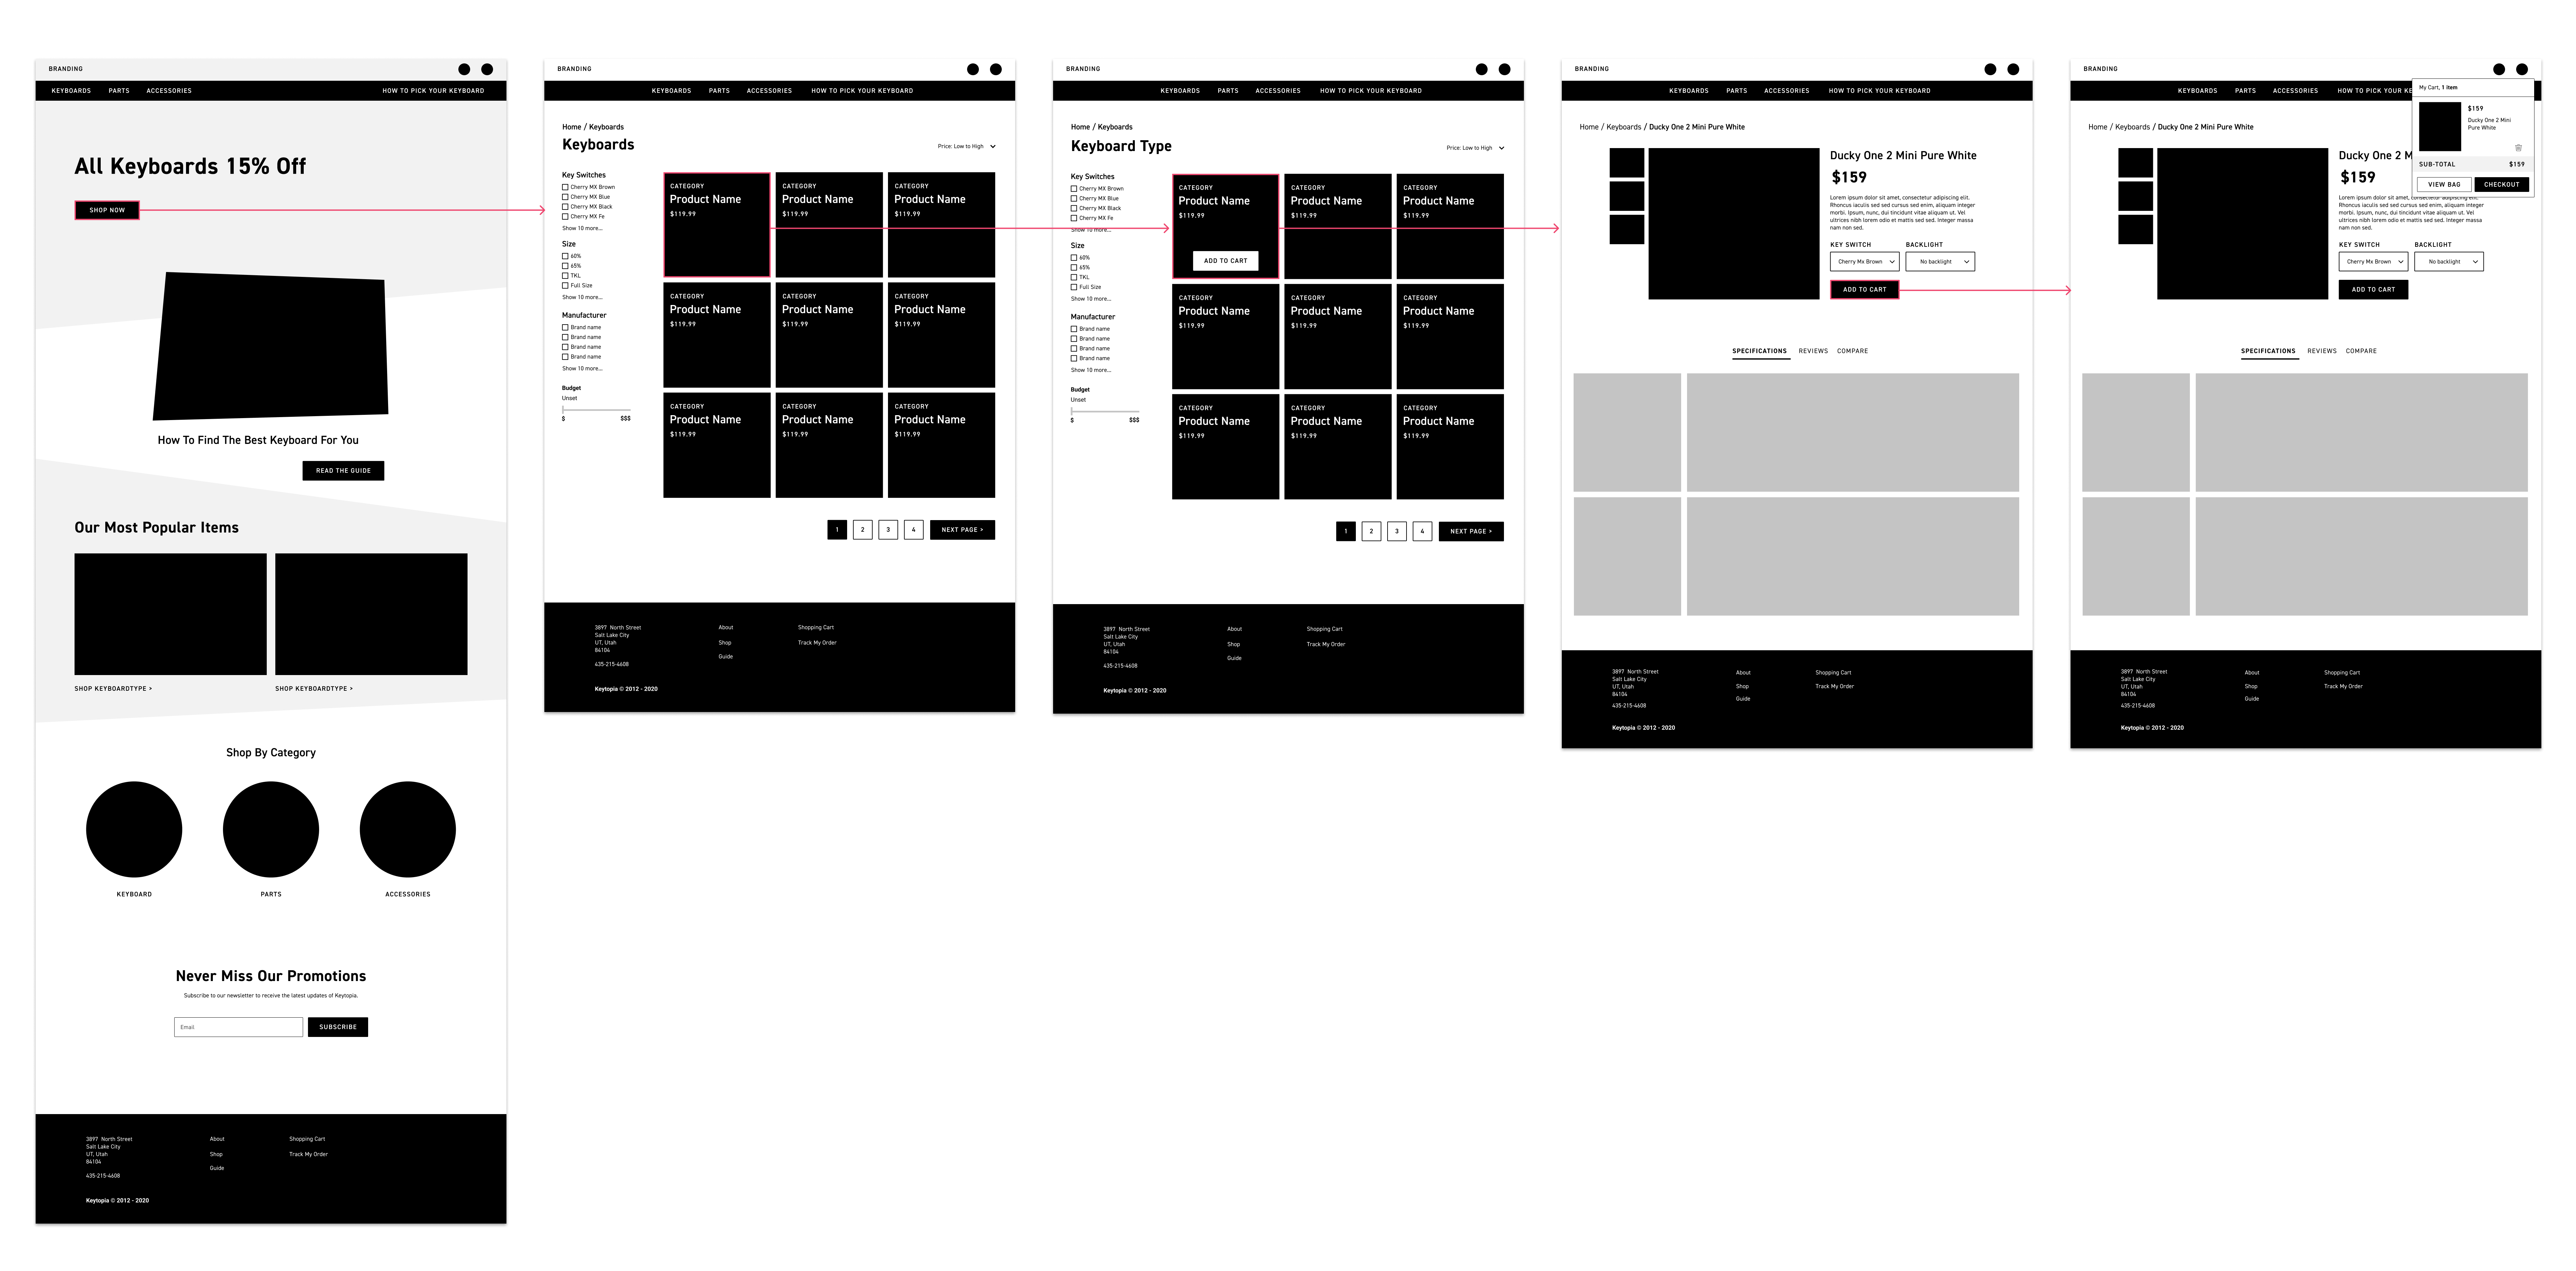 BRANDING
KEYBOARDS PARTS ACCESSORIES HOW TO PICK YOUR KEYBOARD
All Keyboards 15% Off
SHOP NOW
How To Find The Best Keyboard For You
READ THE GUIDE
Our Most Popular Items
SHOP KEYBOARDTYPE >
SHOP KEYBOARDTYPE >
Shop By Category
KEYBOARD
PARTS
ACCESSORIES
Never Miss Our Promotions
Subscribe to our newsletter to receive the latest updates of Keytopia.
Email
SUBSCRIBE
3897 North Street
Salt Lake City
UT, Utah
84104
435-215-4608
About
Shop
Guide
Shopping Cart
Track My Order
Keytopia © 2012 - 2020
BRANDING
KEYBOARDS PARTS ACCESSORIES HOW TO PICK YOUR KEYBOARD
Home / Keyboards
Keyboards
Price: Low to High
Key Switches
Cherry MX Brown
Cherry MX Blue
Cherry MX Black
Cherry MX Fe
Show 10 more...
Size
60%
65%
TKL
Full Size
Show 10 more...
Manufacturer
Brand name
Brand name
Brand name
Brand name
Show 10 more...
Budget
Unset
$ $$$
CATEGORY
Product Name
$119.99
CATEGORY
Product Name
$119.99
CATEGORY
Product Name
$119.99
CATEGORY
Product Name
$119.99
CATEGORY
Product Name
$119.99
CATEGORY
Product Name
$119.99
CATEGORY
Product Name
$119.99
CATEGORY
Product Name
$119.99
CATEGORY
Product Name
$119.99
1 2 3 4 NEXT PAGE >
3897 North Street
Salt Lake City
UT, Utah
84104
435-215-4608
About
Shop
Guide
Shopping Cart
Track My Order
Keytopia © 2012 - 2020
BRANDING
KEYBOARDS PARTS ACCESSORIES HOW TO PICK YOUR KEYBOARD
Home / Keyboards
Keyboard Type
Price: Low to High
Key Switches
Cherry MX Brown
Cherry MX Blue
Cherry MX Black
Cherry MX Fe
Show 10 more...
Size
60%
65%
TKL
Full Size
Show 10 more...
Manufacturer
Brand name
Brand name
Brand name
Brand name
Show 10 more...
Budget
Unset
$ $$$
CATEGORY
Product Name
$119.99
ADD TO CART
CATEGORY
Product Name
$119.99
CATEGORY
Product Name
$119.99
CATEGORY
Product Name
$119.99
CATEGORY
Product Name
$119.99
CATEGORY
Product Name
$119.99
CATEGORY
Product Name
$119.99
CATEGORY
Product Name
$119.99
CATEGORY
Product Name
$119.99
1 2 3 4 NEXT PAGE >
3897 North Street
Salt Lake City
UT, Utah
84104
435-215-4608
About
Shop
Guide
Shopping Cart
Track My Order
Keytopia © 2012 - 2020
BRANDING
KEYBOARDS PARTS ACCESSORIES HOW TO PICK YOUR KEYBOARD
Home / Keyboards / Ducky One 2 Mini Pure White
Ducky One 2 Mini Pure White
$159
Lorem ipsum dolor sit amet, consectetur adipiscing elit.
Rhoncus iaculis sed sed cursus sed enim, aliquam integer
morbi. Ipsum, nunc, dui tincidunt vitae aliquam ut. Vel
ultrices nibh lorem odio et mattis sed sed. Integer massa
nam non sed.
KEY SWITCH BACKLIGHT
Cherry Mx Brown No backlight
ADD TO CART
SPECIFICATIONS REVIEWS COMPARE
3897 North Street
Salt Lake City
UT, Utah
84104
435-215-4608
About
Shop
Guide
Shopping Cart
Track My Order
Keytopia © 2012 - 2020
BRANDING
KEYBOARDS PARTS ACCESSORIES HOW TO PICK YOUR KE
My Cart, 1 item
$159
Ducky One 2 Mini
Pure White
SUB-TOTAL $159
VIEW BAG CHECKOUT
Home / Keyboards / Ducky One 2 Mini Pure White
Ducky One 2 M
$159
Lorem ipsum dolor sit amet, consectetur adipiscing elit.
Rhoncus iaculis sed sed cursus sed enim, aliquam integer
morbi. Ipsum, nunc, dui tincidunt vitae aliquam ut. Vel
ultrices nibh lorem odio et mattis sed sed. Integer massa
nam non sed.
KEY SWITCH BACKLIGHT
Cherry Mx Brown No backlight
ADD TO CART
SPECIFICATIONS REVIEWS COMPARE
3897 North Street
Salt Lake City
UT, Utah
84104
435-215-4608
About
Shop
Guide
Shopping Cart
Track My Order
Keytopia © 2012 - 2020